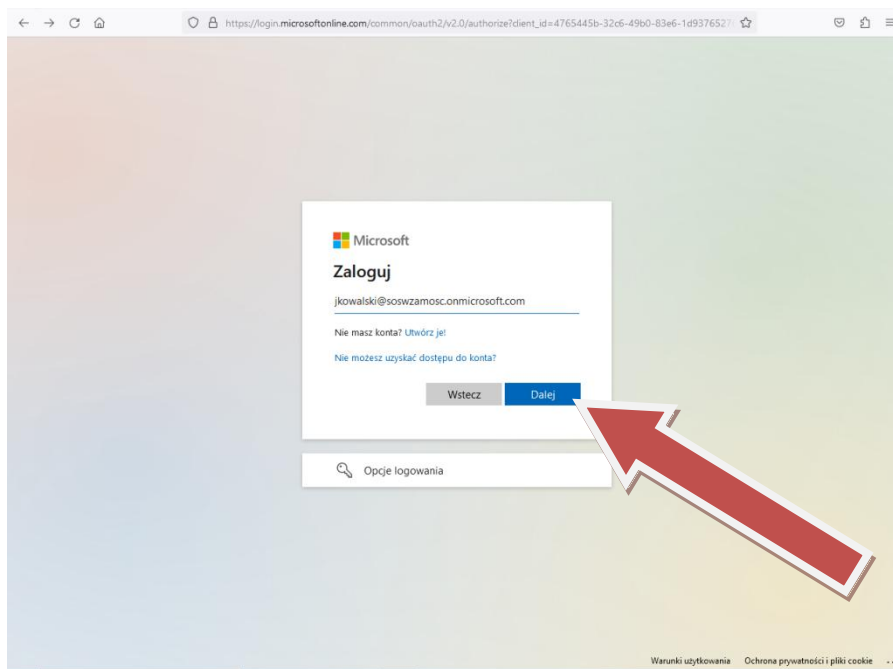 https://login.microsoftonline.com/common/oauth2/v2.0/authorize?client_id=4765445b-32c6-49b0-83e6-1d9376527
Microsoft
Zaloguj
jkowalski@soswzamosc.onmicrosoft.com
Nie masz konta? Utwórz je!
Nie możesz uzyskać dostępu do konta?
Wstecz Dalej
Opcje logowania
Warunki użytkowania Ochrona prywatności i pliki cookie